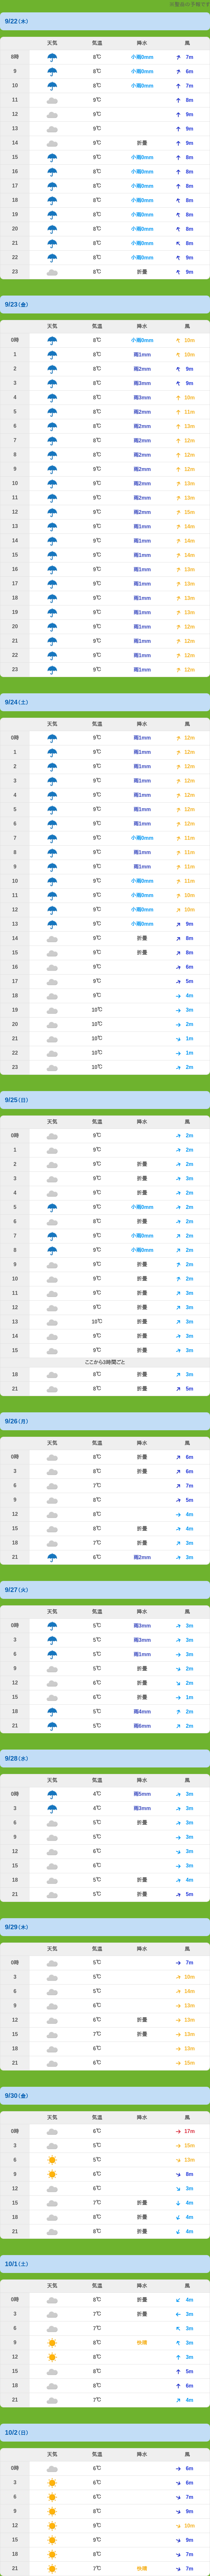 の予報です
9/22(木)
天気 気温 降水 風
8時 8℃ 小雨0mm 7m
9 8℃ 小雨0mm 6m
10 8℃ 小雨0mm 7m
11 9℃ 8m
12 9℃ 9m
13 9℃ 9m
14 9℃ 折畳 9m
15 8℃ 小雨0mm 8m
16 8℃ 小雨0mm 8m
17 8℃ 小雨0mm 8m
18 8℃ 小雨0mm 8m
19 8℃ 小雨0mm 8m
20 8℃ 小雨0mm 8m
21 8℃ 小雨0mm 8m
22 8℃ 小雨0mm 9m
23 8℃ 折畳 9m
9/23(金)
天気 気温 降水 風
0時 8℃ 小雨0mm 10m
1 8℃ 雨1mm 10m
2 8℃ 雨2mm 9m
3 8℃ 雨3mm 9m
4 8℃ 雨3mm 10m
5 8℃ 雨2mm 11m
6 8℃ 雨2mm 13m
7 8℃ 雨2mm 12m
8 8℃ 雨2mm 12m
9 9℃ 雨2mm 12m
10 9℃ 雨2mm 13m
11 9℃ 雨2mm 13m
12 9℃ 雨2mm 15m
13 8℃ 雨1mm 14m
14 9℃ 雨1mm 14m
15 9℃ 雨1mm 14m
16 9℃ 雨1mm 13m
17 9℃ 雨1mm 13m
18 9℃ 雨1mm 13m
19 8℃ 雨1mm 13m
20 9℃ 雨1mm 12m
21 9℃ 雨1mm 12m
22 9℃ 雨1mm 12m
23 9℃ 雨1mm 12m
9/24(土)
天気 気温 降水 風
0時 9℃ 雨1mm 12m
1 9℃ 雨1mm 12m
2 9℃ 雨1mm 12m
3 9℃ 雨1mm 12m
4 9℃ 雨1mm 12m
5 9℃ 雨1mm 12m
6 9℃ 雨1mm 12m
7 9℃ 小雨0mm 11m
8 9℃ 雨1mm 11m
9 9℃ 雨1mm 11m
10 9℃ 小雨0mm 11m
11 9℃ 小雨0mm 10m
12 9℃ 小雨0mm 10m
13 9℃ 小雨0mm 9m
14 9℃ 折畳 8m
15 9℃ 折畳 8m
16 9℃ 6m
17 9℃ 5m
18 9℃ 4m
19 10℃ 3m
20 10℃ 2m
21 10℃ 1m
22 10℃ 1m
23 10℃ 2m
9/25(日)
天気 気温 降水 風
0時 9℃ 2m
1 9℃ 2m
2 9℃ 折畳 2m
3 9℃ 折畳 3m
4 9℃ 折畳 2m
5 9℃ 小雨0mm 2m
6 8℃ 折畳 2m
7 9℃ 小雨0mm 2m
8 8℃ 小雨0mm 2m
9 9℃ 折畳 2m
10 9℃ 折畳 2m
11 9℃ 折畳 3m
12 9℃ 折畳 3m
13 10℃ 折畳 3m
14 9℃ 折畳 3m
15 9℃ 折畳 3m
ここから3時間ごと
18 8℃ 折畳 3m
21 8℃ 折畳 5m
9/26(月)
天気 気温 降水 風
0時 8℃ 折畳 6m
3 8℃ 折畳 6m
6 7℃ 7m
9 8℃ 5m
12 8℃ 4m
15 8℃ 折畳 4m
18 7℃ 折畳 3m
21 6℃ 雨2mm 3m
9/27(火)
天気 気温 降水 風
0時 5℃ 雨3mm 3m
3 5℃ 雨3mm 3m
6 5℃ 雨1mm 3m
9 5℃ 折畳 2m
12 6℃ 折畳 2m
15 6℃ 折畳 1m
18 5℃ 雨4mm 2m
21 5℃ 雨6mm 2m
9/28(水)
天気 気温 降水 風
0時 4℃ 雨5mm 3m
3 4℃ 雨3mm 3m
6 5℃ 折畳 3m
9 5℃ 3m
12 6℃ 3m
15 6℃ 3m
18 5℃ 折畳 4m
21 5℃ 折畳 5m
9/29(木)
天気 気温 降水 風
0時 5℃ 7m
3 5℃ 10m
6 5℃ 14m
9 6℃ 13m
12 6℃ 折畳 13m
15 7℃ 折畳 13m
18 6℃ 13m
21 6℃ 15m
9/30(金)
天気 気温 降水 風
0時 6℃ 17m
3 5℃ 15m
6 5℃ 13m
9 6℃ 8m
12 6℃ 3m
15 7℃ 折畳 4m
18 8℃ 折畳 4m
21 8℃ 折畳 4m
10/1(土)
天気 気温 降水 風
0時 8℃ 折畳 4m
3 7℃ 折畳 3m
6 7℃ 3m
9 8℃ 快晴 3m
12 8℃ 3m
15 8℃ 5m
18 8℃ 6m
21 7℃ 4m
10/2(日)
天気 気温 降水 風
0時 6℃ 6m
3 6℃ 6m
6 7℃ 7m
9 8℃ 9m
12 9℃ 10m
15 9℃ 9m
18 8℃ 7m
21 7℃ 快晴 7m